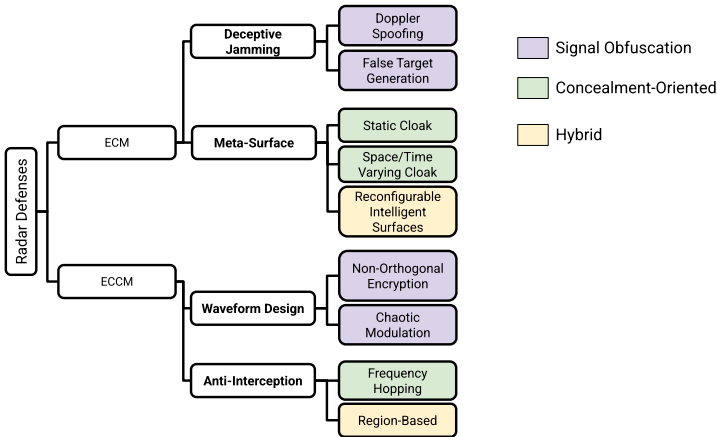 Radar Defenses
ECM
ECCM
Deceptive
Jamming
Meta-Surface
Waveform Design
Anti-Interception
Doppler
Spoofing
False Target
Generation
Static Cloak
Space/Time
Varying Cloak
Reconfigurable
Intelligent
Surfaces
Non-Orthogonal
Encryption
Chaotic
Modulation
Frequency
Hopping
Region-Based
Signal Obfuscation
Concealment-Oriented
Hybrid